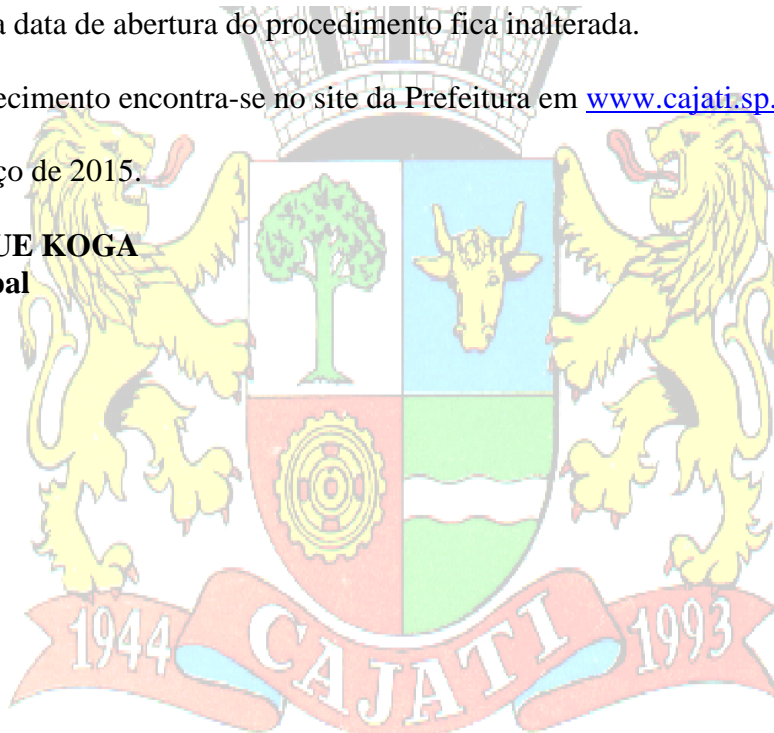 a data de abertura do procedimento fica inalterada.
ecimento encontra-se no site da Prefeitura em www.cajati.sp.
ço de 2015.
UE KOGA
pal
1944 CAJATI 1993